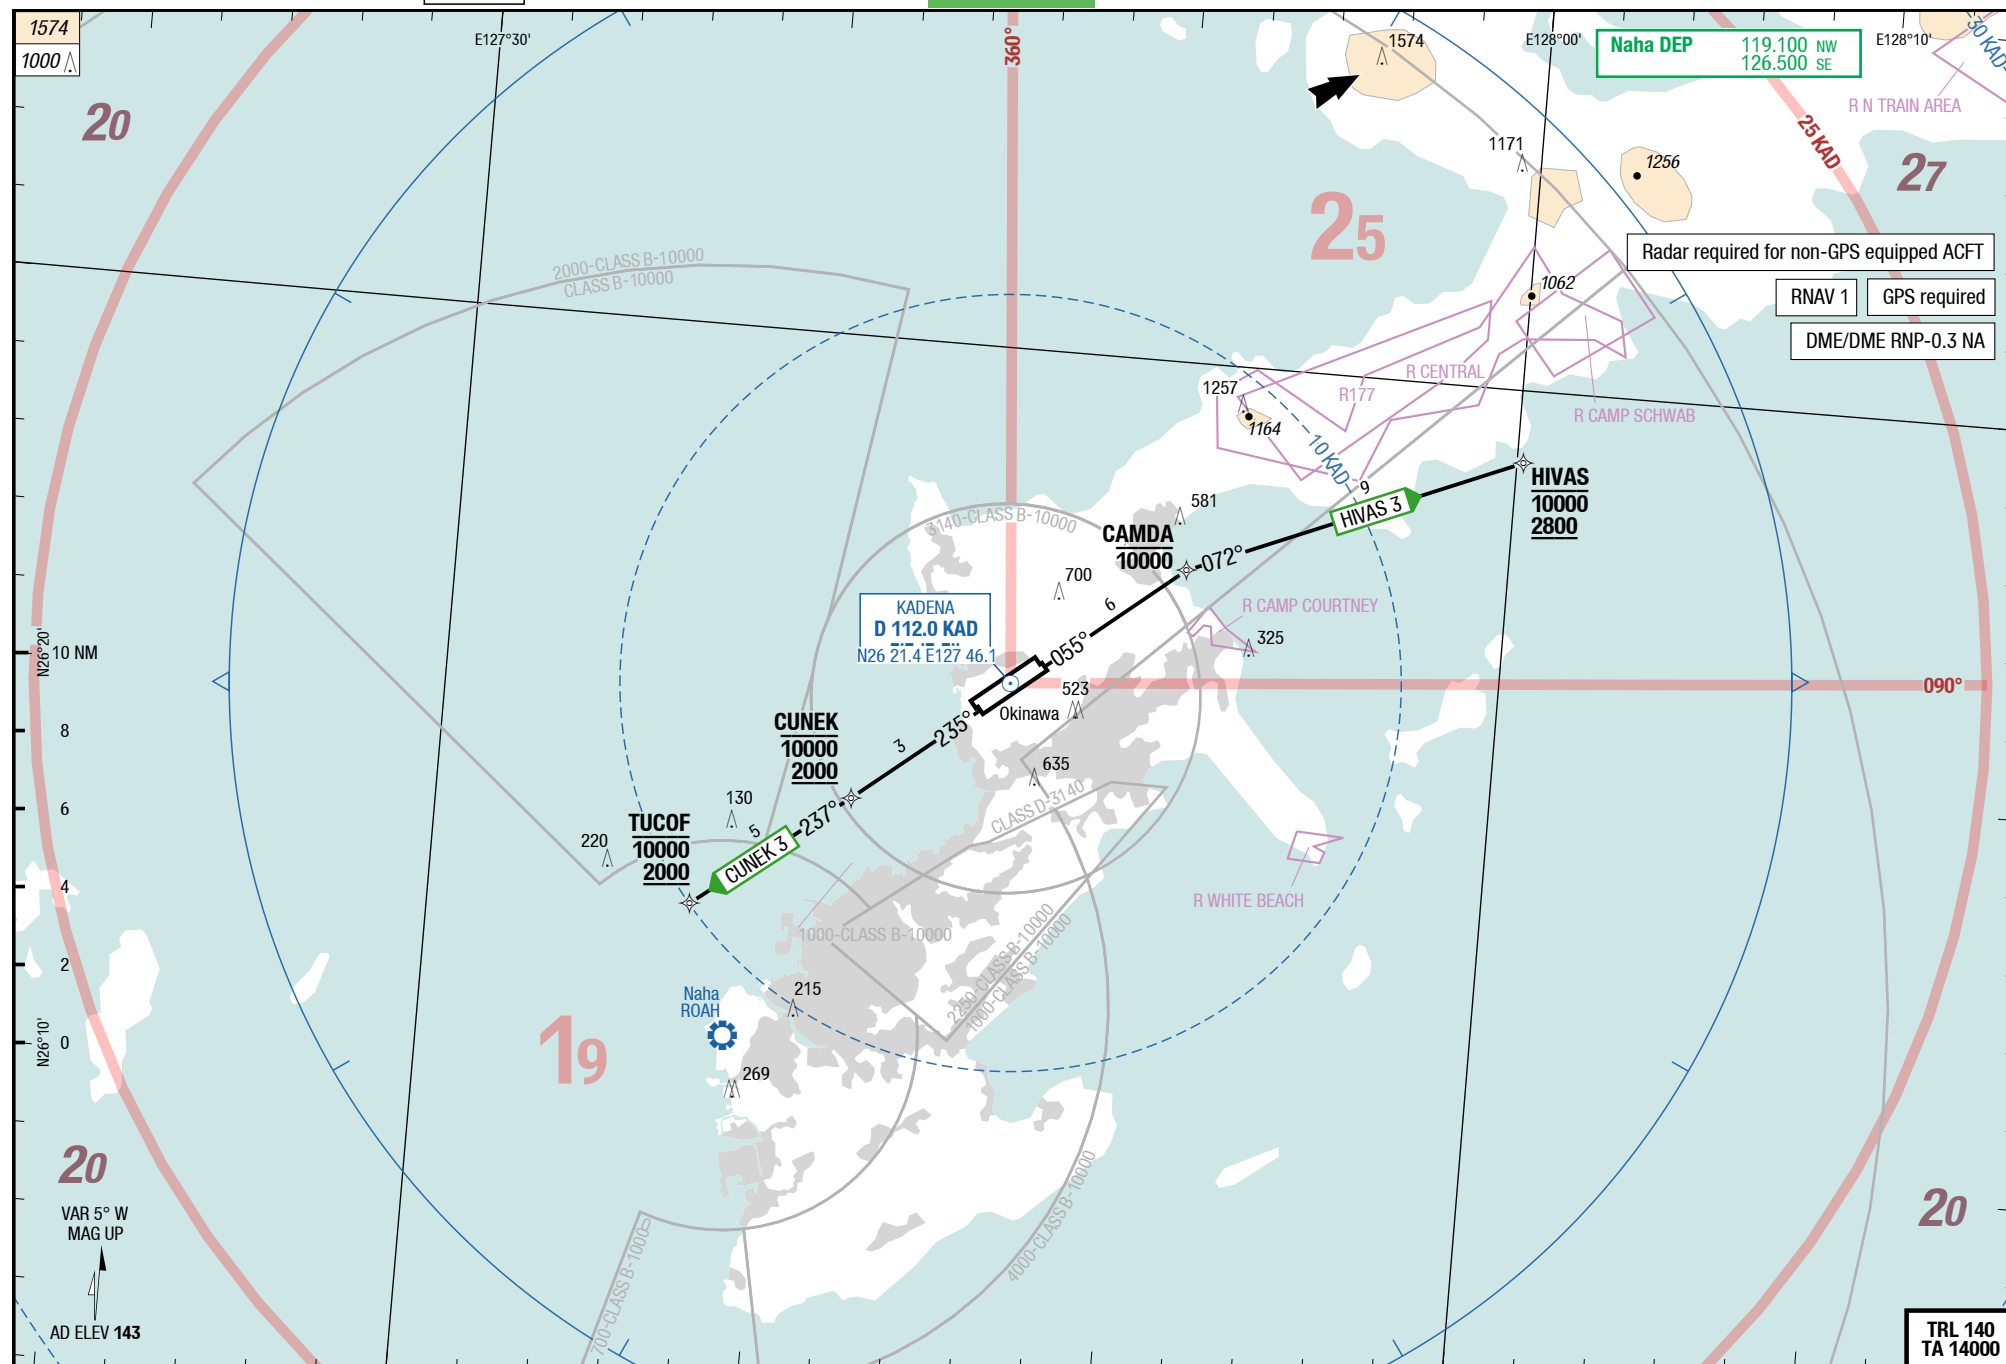 1574
1000
E127°30'
360°
1574
E128°00'
Naha DEP 119.100 NW
126.500 SE
E128°10'
R N TRAIN AREA
20
25 KAD
27
1171
1256
25
2000-CLASS B-10000
CLASS B-10000
Radar required for non-GPS equipped ACFT
RNAV 1
GPS required
DME/DME RNP-0.3 NA
1062
R CENTRAL
R177
R CAMP SCHWAB
1257
1164
10 KAD
9
HIVAS 3
HIVAS
10000
2800
581
3140-CLASS B-10000
CAMDA
10000
072°
700
6
R CAMP COURTNEY
325
KADENA
D 112.0 KAD
N26 21.4 E127 46.1
055°
N26°20'
10 NM
8
6
4
2
0
N26°10'
090°
523
Okinawa
235°
3
CUNEK
10000
2000
635
CLASS D-3140
130
220
TUCOF
10000
2000
5
237°
CUNEK 3
R WHITE BEACH
1000-CLASS B-10000
2250-CLASS B-10000
1000-CLASS B-10000
Naha
ROAH
215
19
269
20
4000-CLASS B-10000
700-CLASS B-10000
20
VAR 5° W
MAG UP
AD ELEV 143
TRL 140
TA 14000